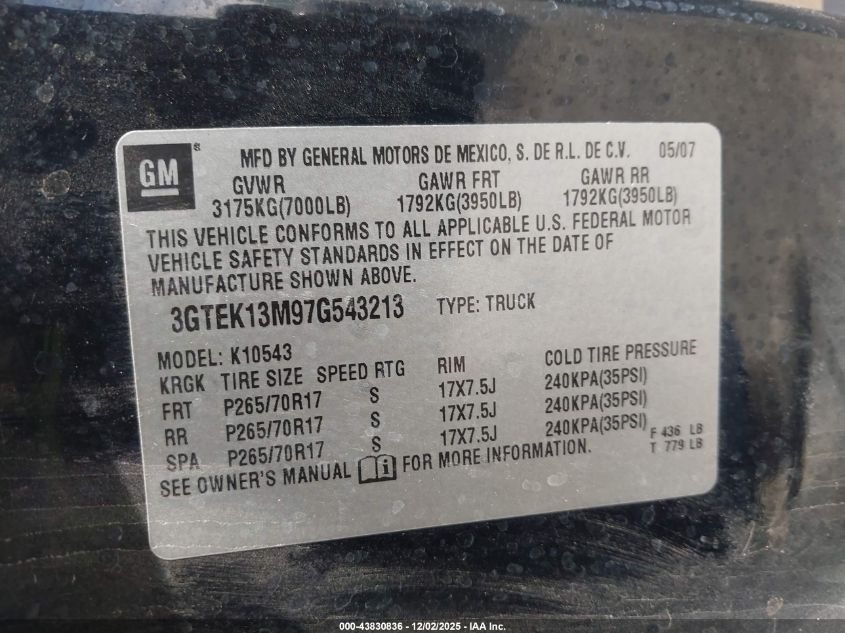 GM ® MFD BY GENERAL MOTORS DE MEXICO, S. DE R.L. DE C.V. 05/07
GVWR GAWR FRT GAWR RR
3175KG(7000LB) 1792KG(3950LB) 1792KG(3950LB)
THIS VEHICLE CONFORMS TO ALL APPLICABLE U.S. FEDERAL MOTOR
VEHICLE SAFETY STANDARDS IN EFFECT ON THE DATE OF
MANUFACTURE SHOWN ABOVE.
3GTEK13M97G543213 TYPE: TRUCK
MODEL: K10543
KRGK TIRE SIZE SPEED RTG RIM COLD TIRE PRESSURE
FRT P265/70R17 S 17X7.5J 240KPA(35PSI)
RR P265/70R17 S 17X7.5J 240KPA(35PSI)
SPA P265/70R17 S 17X7.5J 240KPA(35PSI)
F 436 LB
T 779 LB
SEE OWNER'S MANUAL FOR MORE INFORMATION.
000-43830836 • 12/02/2025 - IAA Inc.